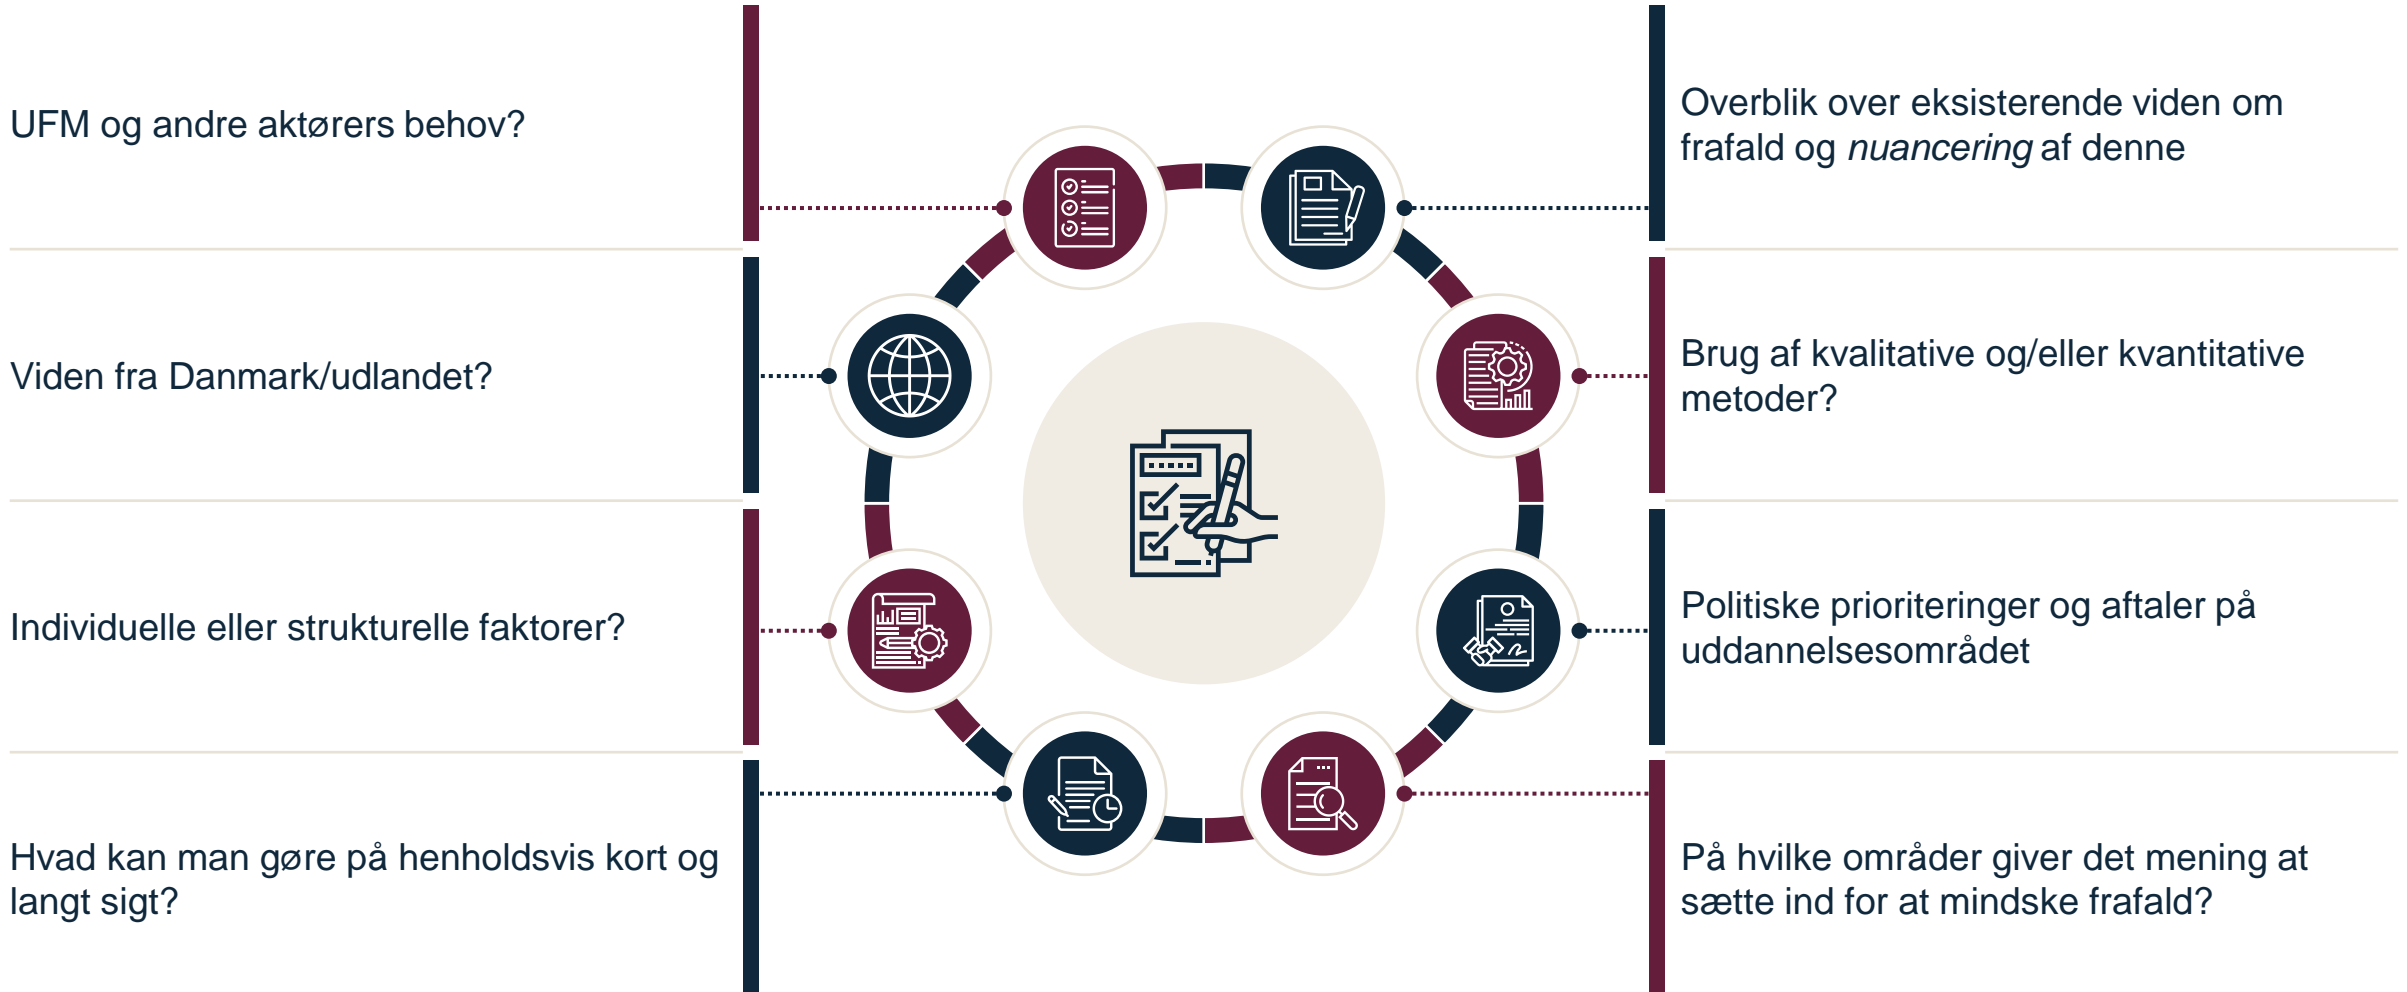 UFM og andre aktørers behov?
Viden fra Danmark/udlandet?
Individuelle eller strukturelle faktorer?
Hvad kan man gøre på henholdsvis kort og
langt sigt?
Overblik over eksisterende viden om
frafald og nuancering af denne
Brug af kvalitative og/eller kvantitative
metoder?
Politiske prioriteringer og aftaler på
uddannelsesområdet
På hvilke områder giver det mening at
sætte ind for at mindske frafald?